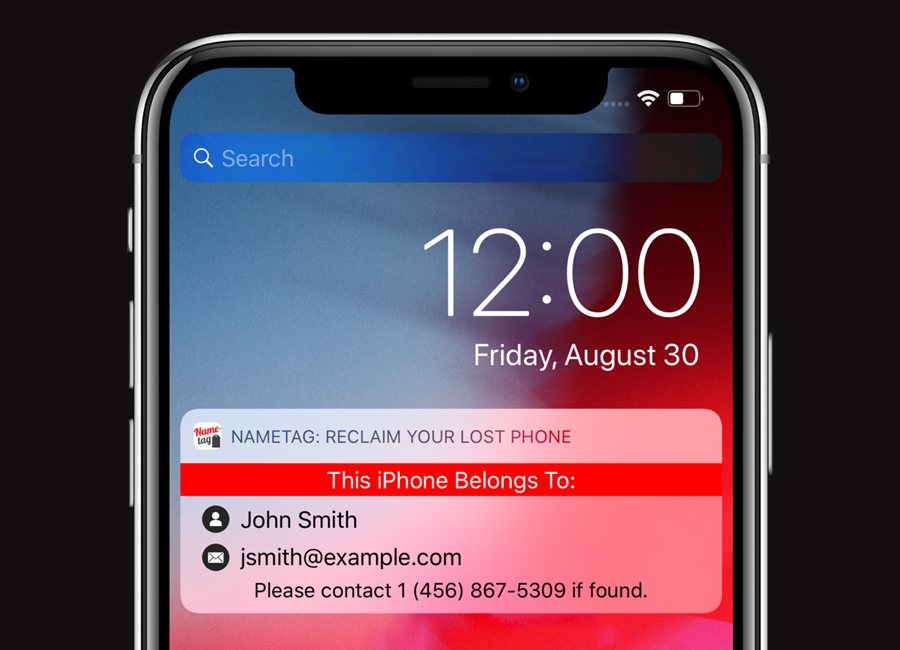 Search
12:00
Friday, August 30
Name-
tag
NAMETAG: RECLAIM YOUR LOST PHONE
This iPhone Belongs To:
John Smith
jsmith@example.com
Please contact 1 (456) 867-5309 if found.